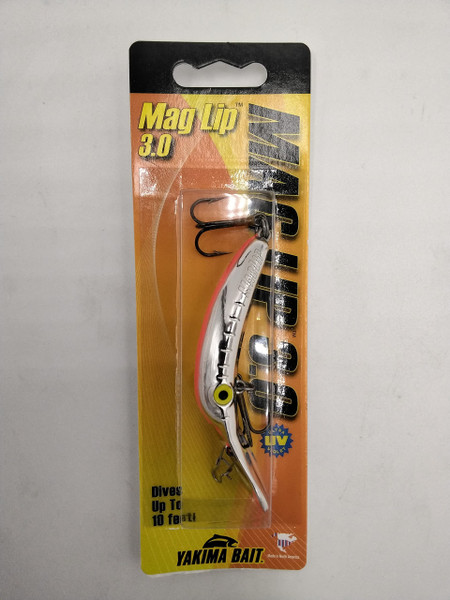 Mag Lip™
3.0
MAG LIP 3.0
UV
Dives
Up To
10 feet!
YAKIMA BAIT.